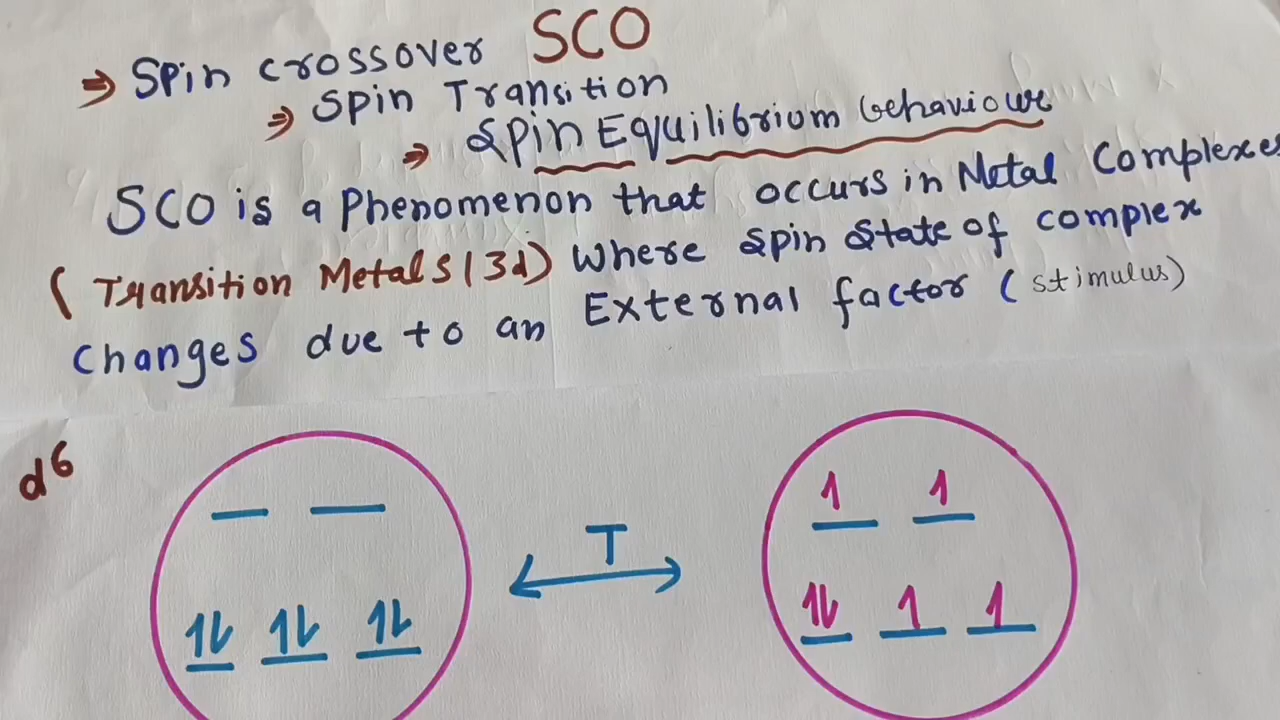 SCO
⇒ Spin crossover
⇒ Spin Transition
⇒ Spin Equilibrium behaviour
SCO is a Phenomenon that occurs in Metal Complexes
( Transition Metals (3d) Where Spin State of complex
Changes due to an External factor (stimulus)
d6
T